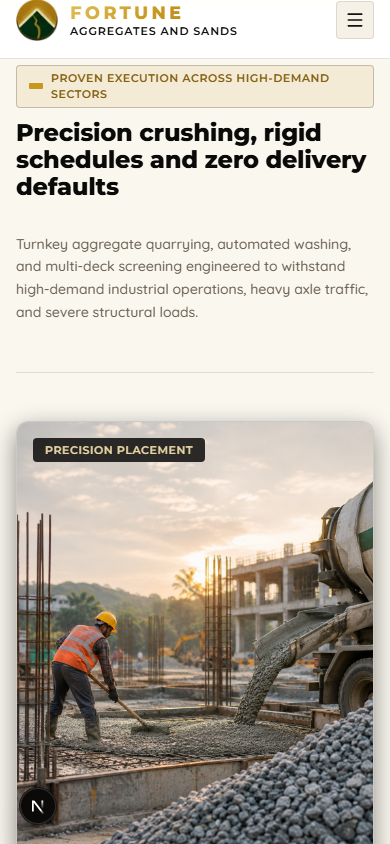 FORTUNE
AGGREGATES AND SANDS
PROVEN EXECUTION ACROSS HIGH-DEMAND
SECTORS
Precision crushing, rigid
schedules and zero delivery
defaults
Turnkey aggregate quarrying, automated washing,
and multi-deck screening engineered to withstand
high-demand industrial operations, heavy axle traffic,
and severe structural loads.
PRECISION PLACEMENT
N